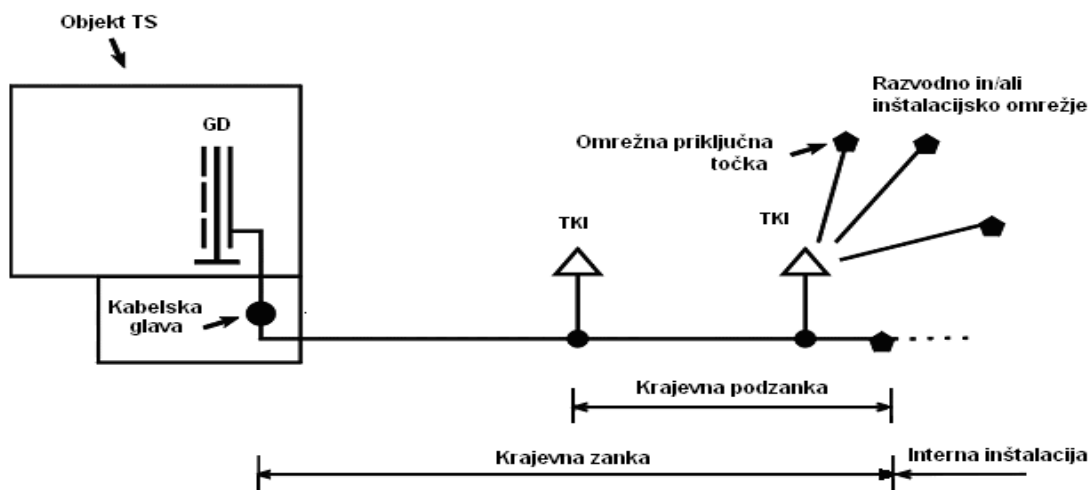 Objekt TS
GD
Razvodno in/ali
inštalacijsko omrežje
Omrežna priključna
točka
TKI
TKI
Kabelska
glava
Krajevna podzanka
Krajevna zanka
Interna inštalacija